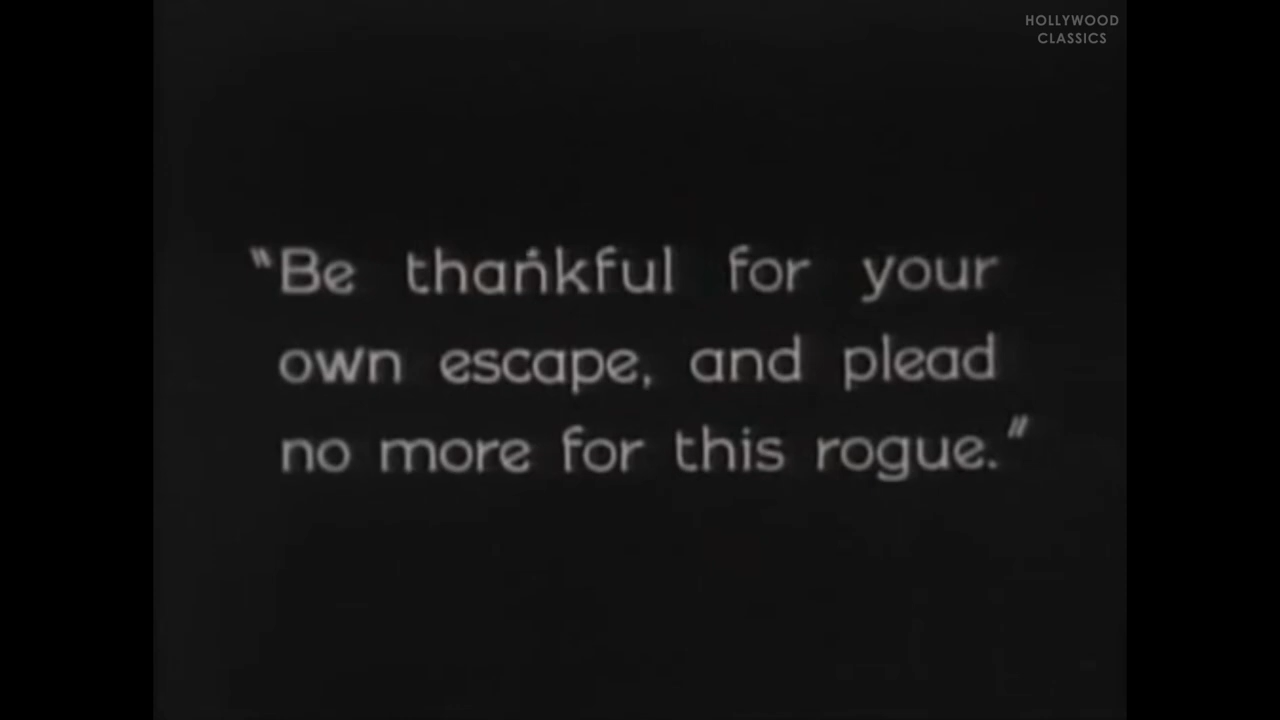 HOLLYWOOD
CLASSICS
"Be thankful for your
own escape, and plead
no more for this rogue."